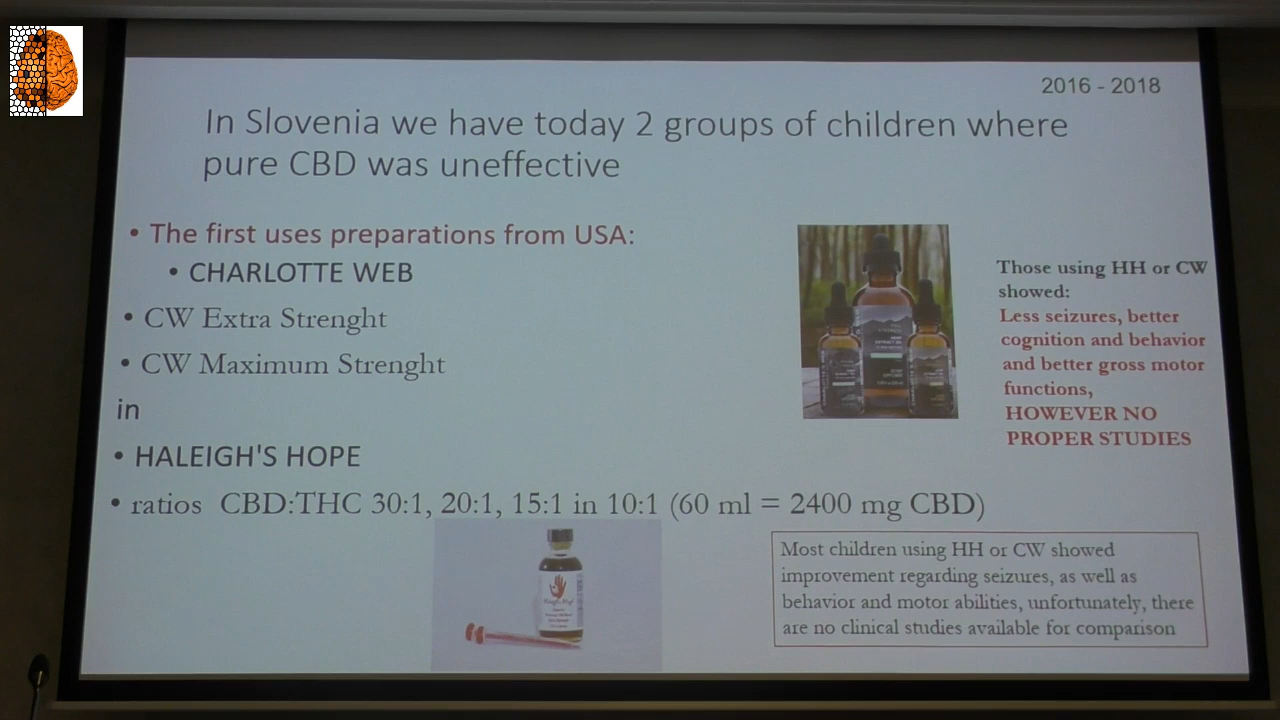 2016 - 2018
In Slovenia we have today 2 groups of children where
pure CBD was uneffective
• The first uses preparations from USA:
• CHARLOTTE WEB
• CW Extra Strenght
• CW Maximum Strenght
in
• HALEIGH'S HOPE
• ratios CBD:THC 30:1, 20:1, 15:1 in 10:1 (60 ml = 2400 mg CBD)
Those using HH or CW
showed:
Less seizures, better
cognition and behavior
and better gross motor
functions,
HOWEVER NO
PROPER STUDIES
Most children using HH or CW showed
improvement regarding seizures, as well as
behavior and motor abilities, unfortunately, there
are no clinical studies available for comparison